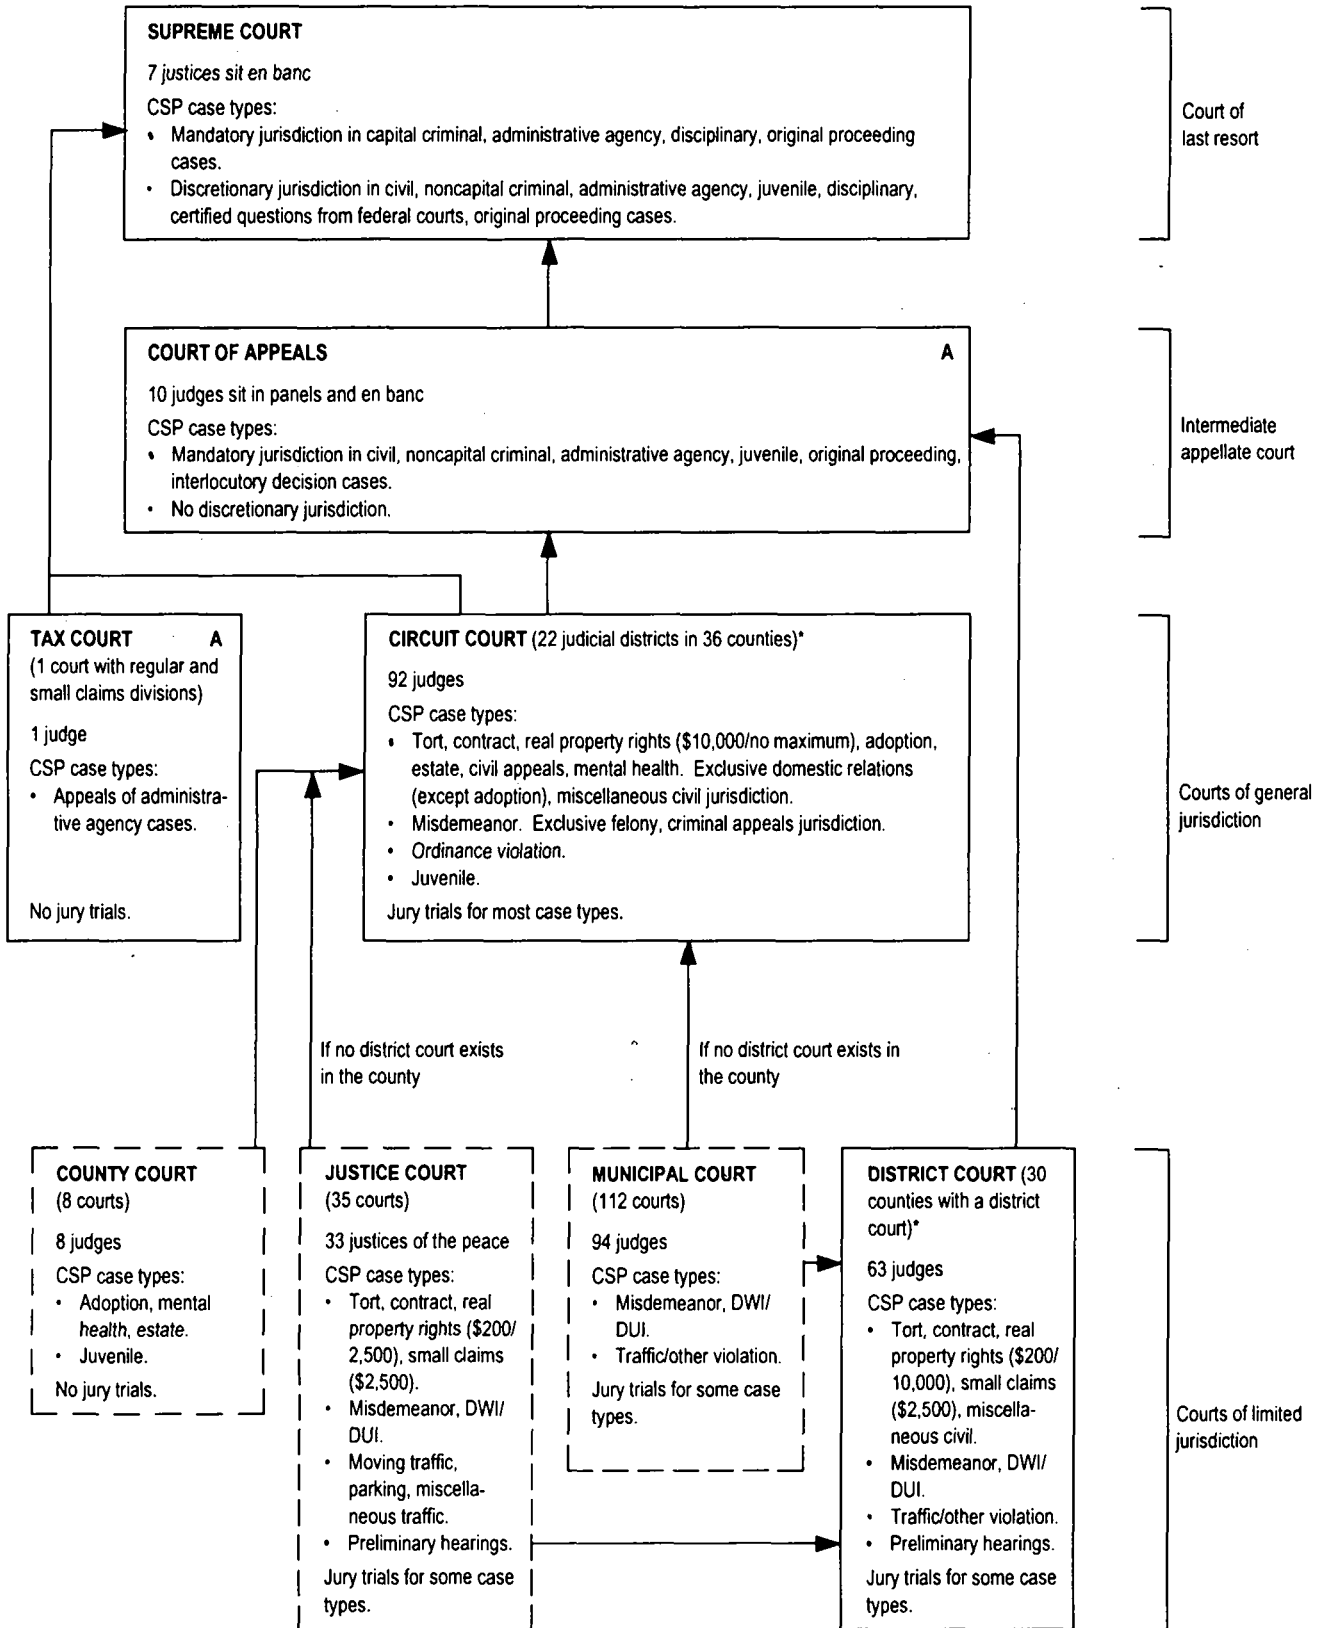 SUPREME COURT
7 justices sit en banc
CSP case types:
• Mandatory jurisdiction in capital criminal, administrative agency, disciplinary, original proceeding
cases.
• Discretionary jurisdiction in civil, noncapital criminal, administrative agency, juvenile, disciplinary,
certified questions from federal courts, original proceeding cases.
Court of
last resort
COURT OF APPEALS A
10 judges sit in panels and en banc
CSP case types:
• Mandatory jurisdiction in civil, noncapital criminal, administrative agency, juvenile, original proceeding,
interlocutory decision cases.
• No discretionary jurisdiction.
Intermediate
appellate court
TAX COURT A
(1 court with regular and
small claims divisions)
1 judge
CSP case types:
• Appeals of administra-
tive agency cases.
No jury trials.
CIRCUIT COURT (22 judicial districts in 36 counties)*
92 judges
CSP case types:
• Tort, contract, real property rights ($10,000/no maximum), adoption,
estate, civil appeals, mental health. Exclusive domestic relations
(except adoption), miscellaneous civil jurisdiction.
• Misdemeanor. Exclusive felony, criminal appeals jurisdiction.
• Ordinance violation.
• Juvenile.
Jury trials for most case types.
Courts of general
jurisdiction
If no district court exists
in the county
If no district court exists in
the county
COUNTY COURT
(8 courts)
8 judges
CSP case types:
• Adoption, mental
health, estate.
• Juvenile.
No jury trials.
JUSTICE COURT
(35 courts)
33 justices of the peace
CSP case types:
• Tort, contract, real
property rights ($200/
2,500), small claims
($2,500).
• Misdemeanor, DWI/
DUI.
• Moving traffic,
parking, miscella-
neous traffic.
• Preliminary hearings.
Jury trials for some case
types.
MUNICIPAL COURT
(112 courts)
94 judges
CSP case types:
• Misdemeanor, DWI/
DUI.
• Traffic/other violation.
Jury trials for some case
types.
DISTRICT COURT (30
counties with a district
court)*
63 judges
CSP case types:
• Tort, contract, real
property rights ($200/
10,000), small claims
($2,500), miscella-
neous civil.
• Misdemeanor, DWI/
DUI.
• Traffic/other violation.
• Preliminary hearings.
Jury trials for some case
types.
Courts of limited
jurisdiction